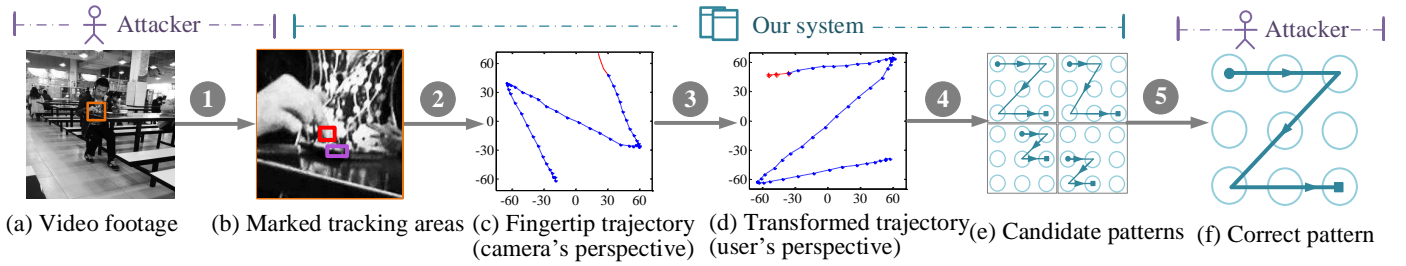 Attacker
Our system
Attacker
1
2
3
4
5
60
30
0
-30
-60
-60 -30 0 30 60
60
30
0
-30
-60
-60 -30 0 30 60
(a) Video footage
(b) Marked tracking areas
(c) Fingertip trajectory
(camera's perspective)
(d) Transformed trajectory
(user's perspective)
(e) Candidate patterns
(f) Correct pattern